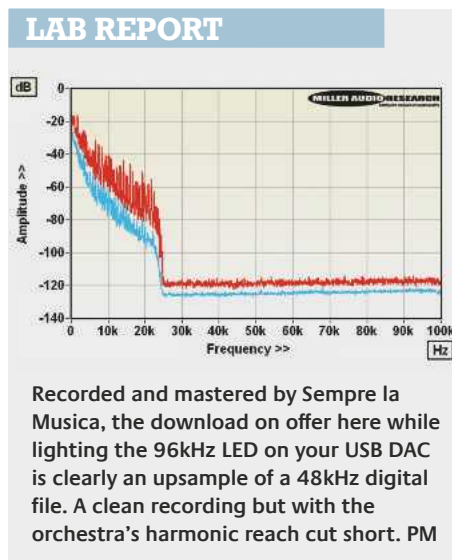 LAB REPORT
dB
MILLER AUDIO RESEARCH
0
-20
-40
-60
-80
-100
-120
-140
Amplitude >>
0 10k 20k 30k 40k 50k 60k 70k 80k 90k 100k
Frequency >>
Hz
Recorded and mastered by Sempre la
Musica, the download on offer here while
lighting the 96kHz LED on your USB DAC
is clearly an upsample of a 48kHz digital
file. A clean recording but with the
orchestra's harmonic reach cut short. PM